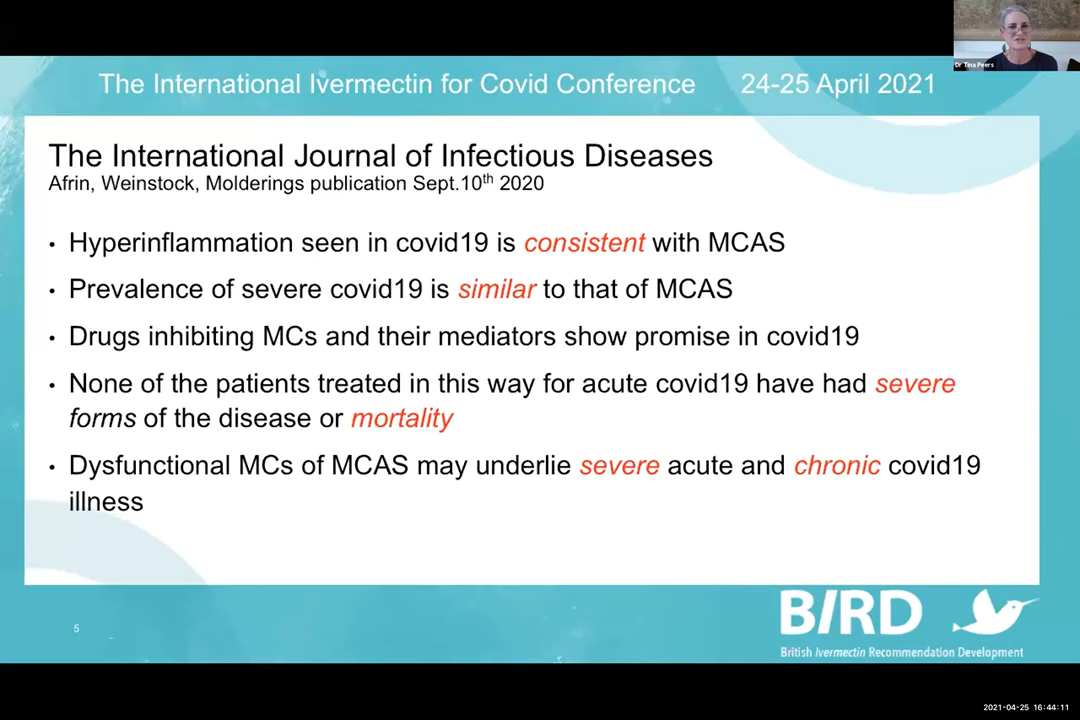 Dr Tina Peers
The International Ivermectin for Covid Conference 24-25 April 2021
The International Journal of Infectious Diseases
Afrin, Weinstock, Molderings publication Sept.10th 2020
• Hyperinflammation seen in covid19 is consistent with MCAS
• Prevalence of severe covid19 is similar to that of MCAS
• Drugs inhibiting MCs and their mediators show promise in covid19
• None of the patients treated in this way for acute covid19 have had severe
forms of the disease or mortality
• Dysfunctional MCs of MCAS may underlie severe acute and chronic covid19
illness
5
BIRD
British Ivermectin Recommendation Development
2021-04-25 16:44:11